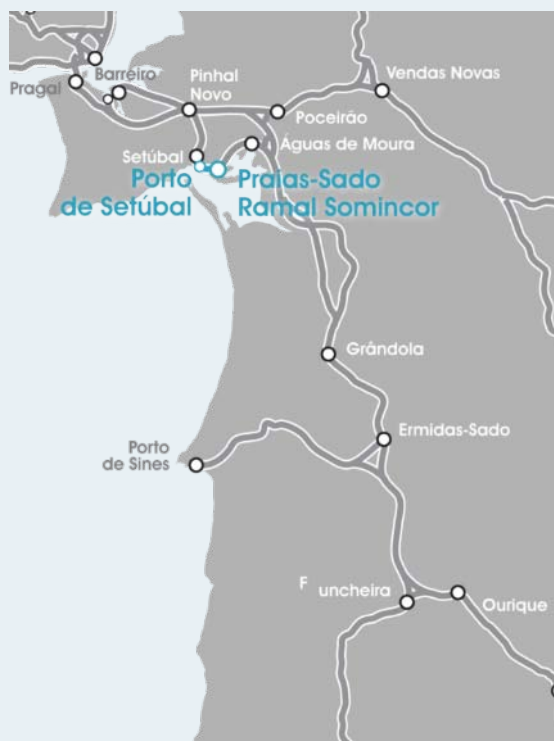 Barreiro
Pragal
Pinhal
Novo
Vendas Novas
Poceirão
Setúbal
Águas de Moura
Porto
de Setúbal
Praias-Sado
Ramal Somincor
Grândola
Ermidas-Sado
Porto
de Sines
F uncheira
Ourique